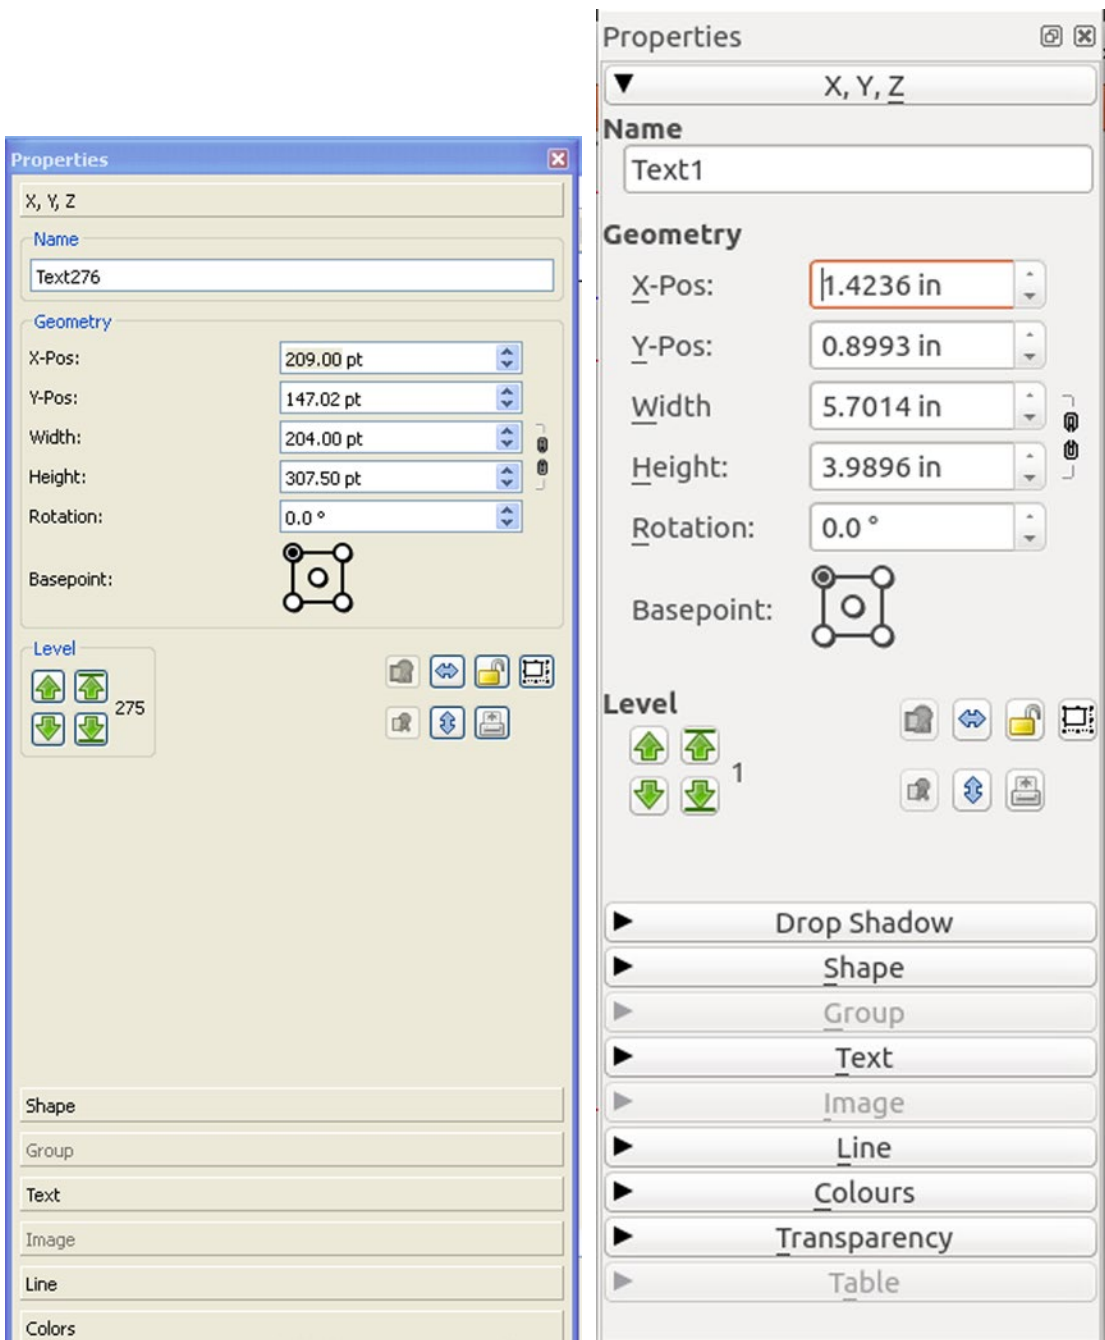 Properties
X, Y, Z
Name
Text276
Geometry
X-Pos: 209.00 pt
Y-Pos: 147.02 pt
Width: 204.00 pt
Height: 307.50 pt
Rotation: 0.0 °
Basepoint:
Level
275
Shape
Group
Text
Image
Line
Colors
Properties
X, Y, Z
Name
Text1
Geometry
X-Pos: 1.4236 in
Y-Pos: 0.8993 in
Width 5.7014 in
Height: 3.9896 in
Rotation: 0.0 °
Basepoint:
Level
1
Drop Shadow
Shape
Group
Text
Image
Line
Colours
Transparency
Table